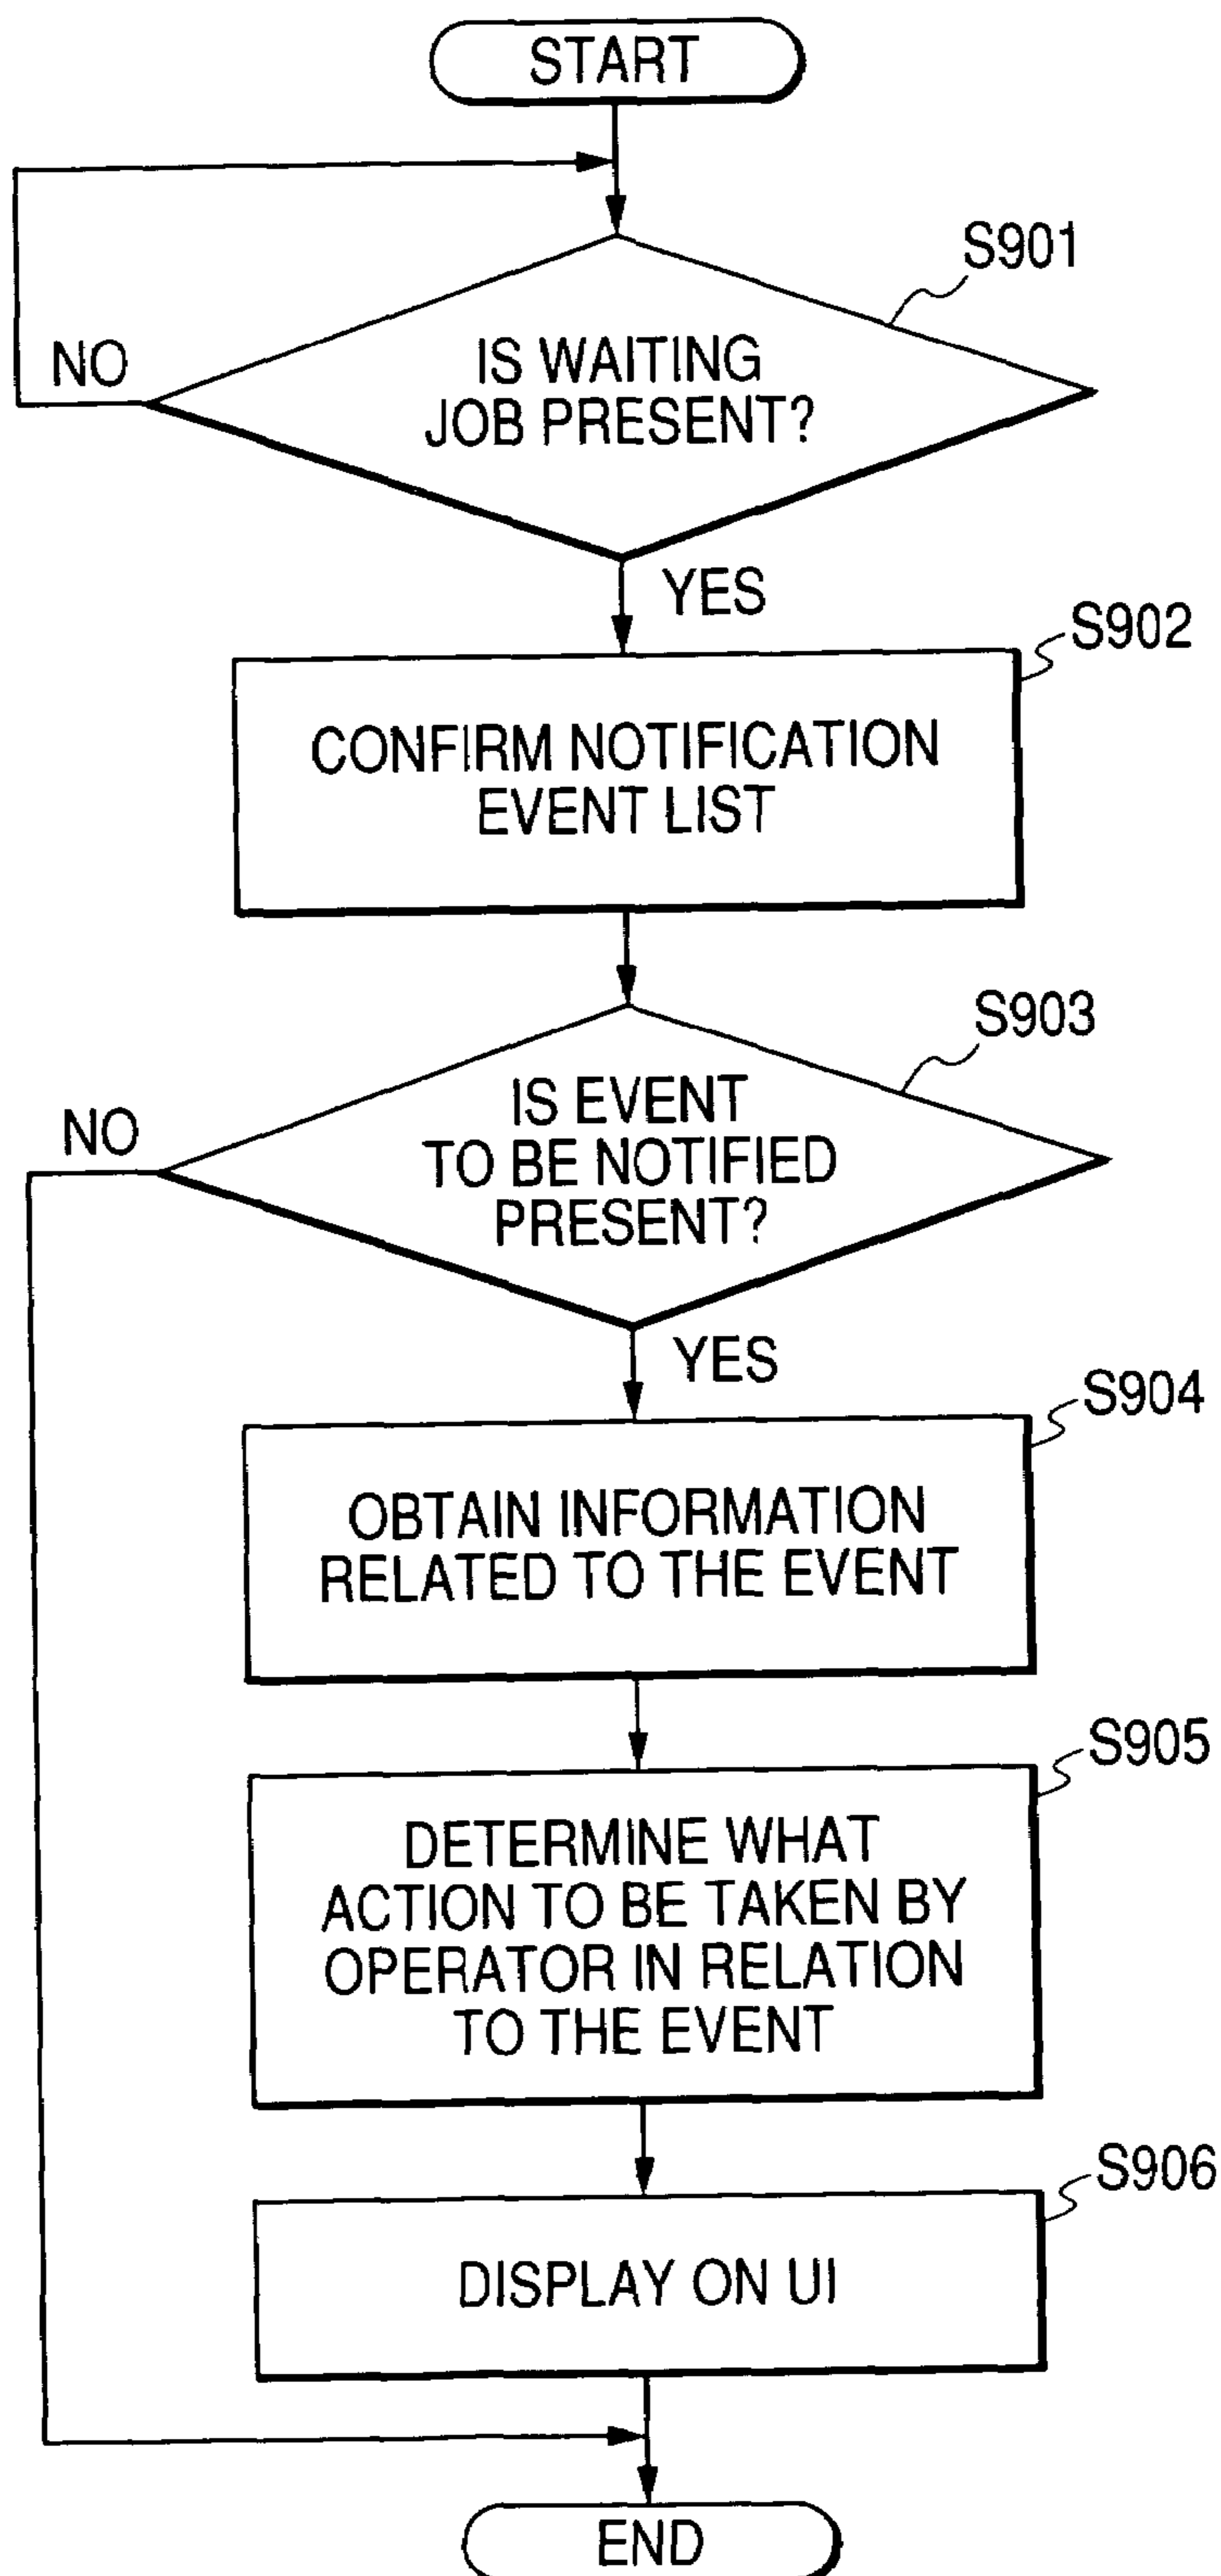 START
S901
IS WAITING
JOB PRESENT?
NO
YES
S902
CONFIRM NOTIFICATION
EVENT LIST
S903
IS EVENT
TO BE NOTIFIED
PRESENT?
NO
YES
S904
OBTAIN INFORMATION
RELATED TO THE EVENT
S905
DETERMINE WHAT
ACTION TO BE TAKEN BY
OPERATOR IN RELATION
TO THE EVENT
S906
DISPLAY ON UI
END